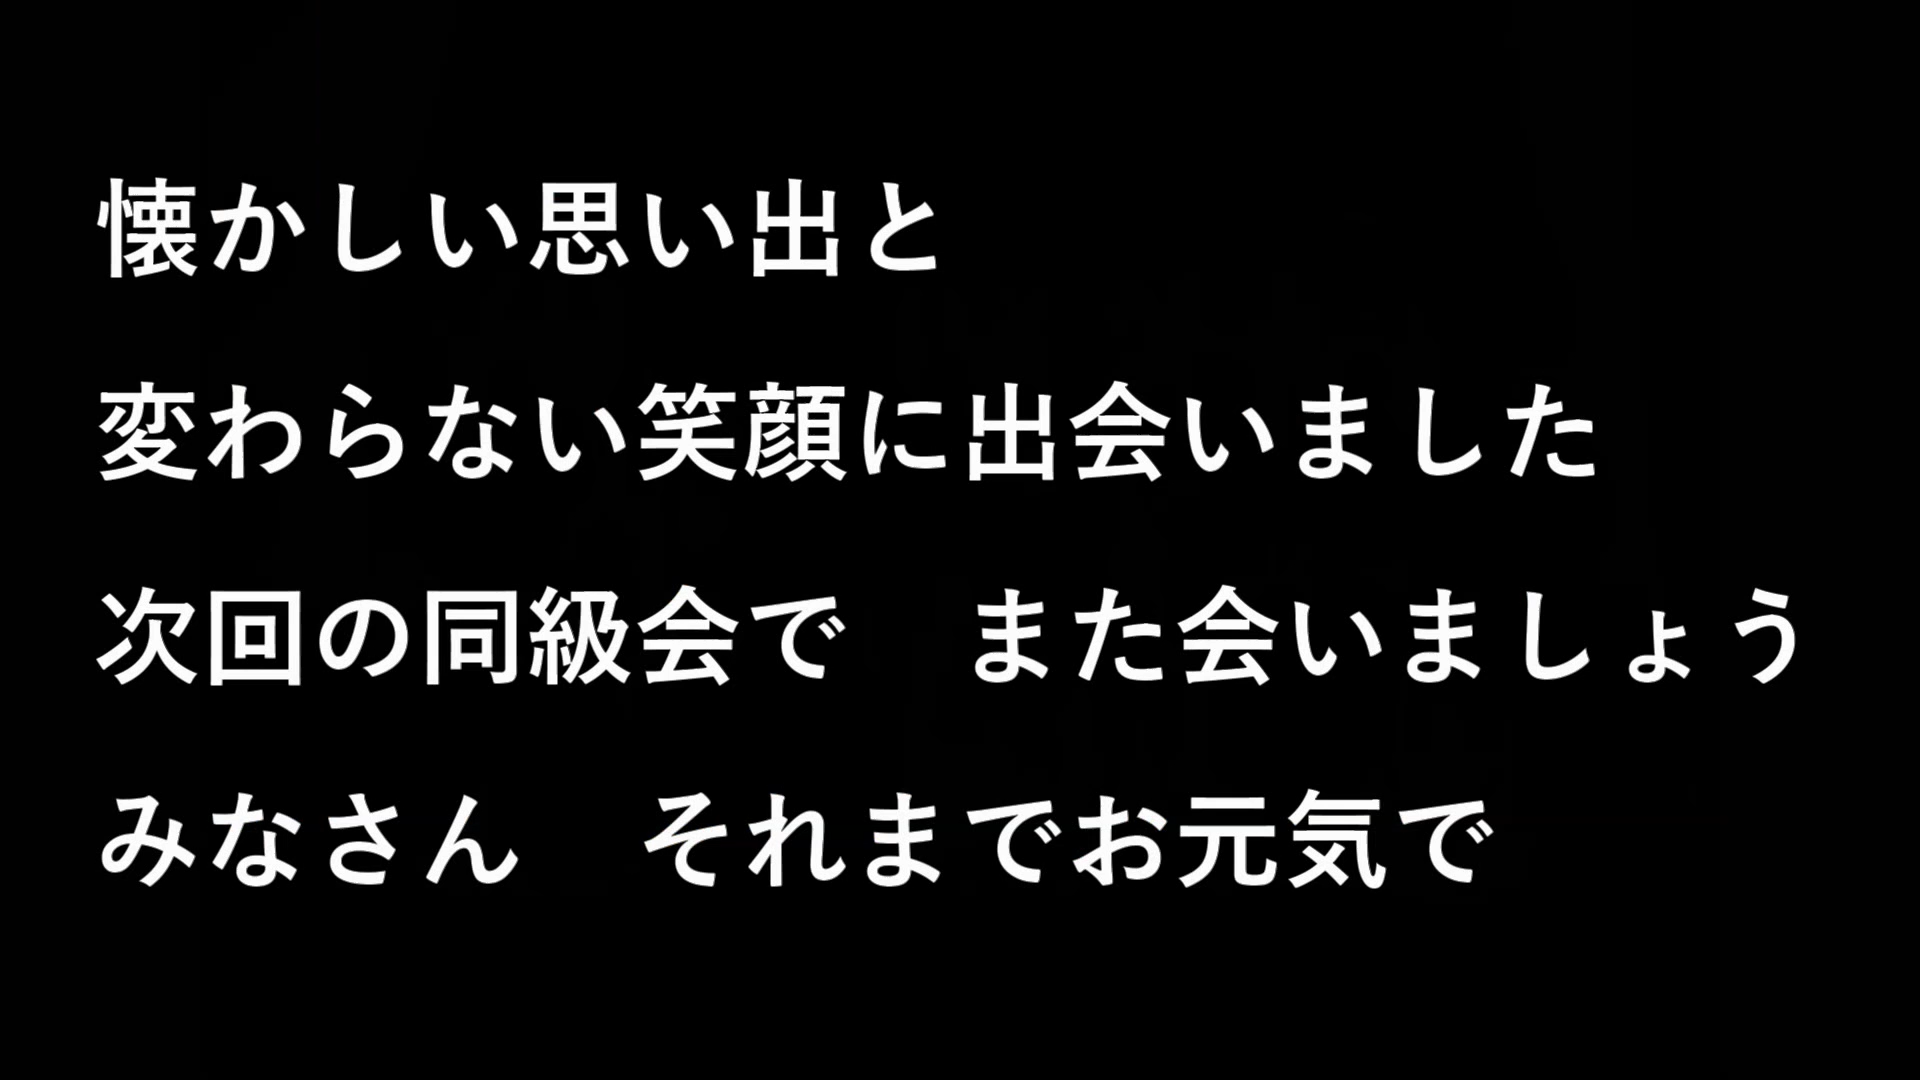 懐かしい思い出と
変わらない笑顔に出会いました
次回の同級会で　また会いましょう
みなさん　それまでお元気で